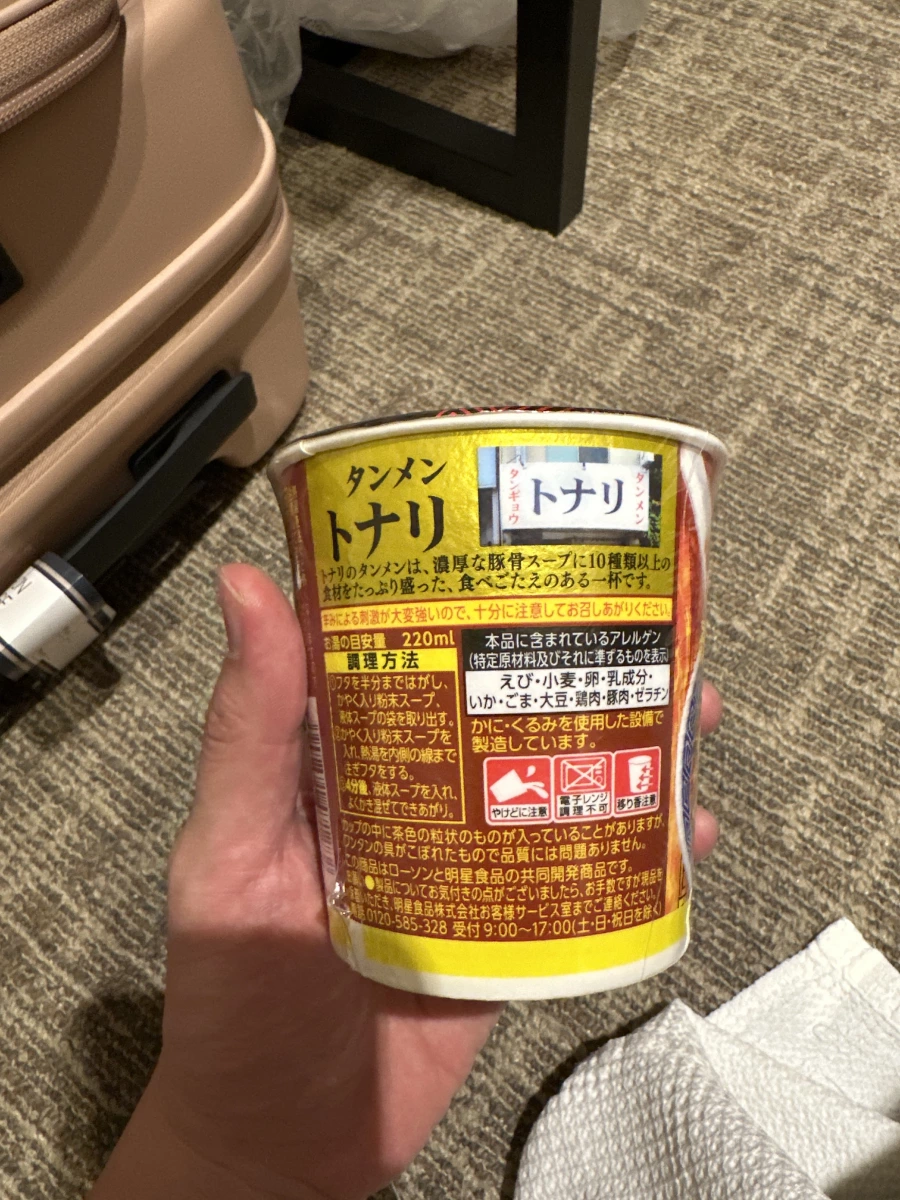 タンメン
トナリ
タンギョウ
トナリ
タンメン
トナリのタンメンは、濃厚な豚骨スープに10種類以上の
食材をたっぷり盛った、食べごたえのある一杯です。
辛みによる刺激が大変強いので、十分に注意してお召しあがりください。
お湯の目安量 220ml
調理方法
①フタを半分まではがし、
かやく入り粉末スープ、
液体スープの袋を取り出す。
②かやく入り粉末スープを
入れ、熱湯を内側の線まで
注ぎフタをする。
③4分後、液体スープを入れ、
よくかき混ぜてできあがり。
本品に含まれているアレルゲン
(特定原材料及びそれに準ずるものを表示)
えび・小麦・卵・乳成分・
いか・ごま・大豆・鶏肉・豚肉・ゼラチン
かに・くるみを使用した設備で
製造しています。
やけどに注意
電子レンジ
調理不可
移り香注意
カップの中に茶色の粒状のものが入っていることがありますが、
ワンタンの具がこぼれたもので品質には問題ありません。
この商品はローソンと明星食品の共同開発商品です。
お願い ●製品についてお気付きの点がございましたら、お手数ですが現品を
保管いただき、明星食品株式会社お客様サービス室までご連絡ください。
電話 0120-585-328 受付 9:00〜17:00(土・日・祝日を除く)